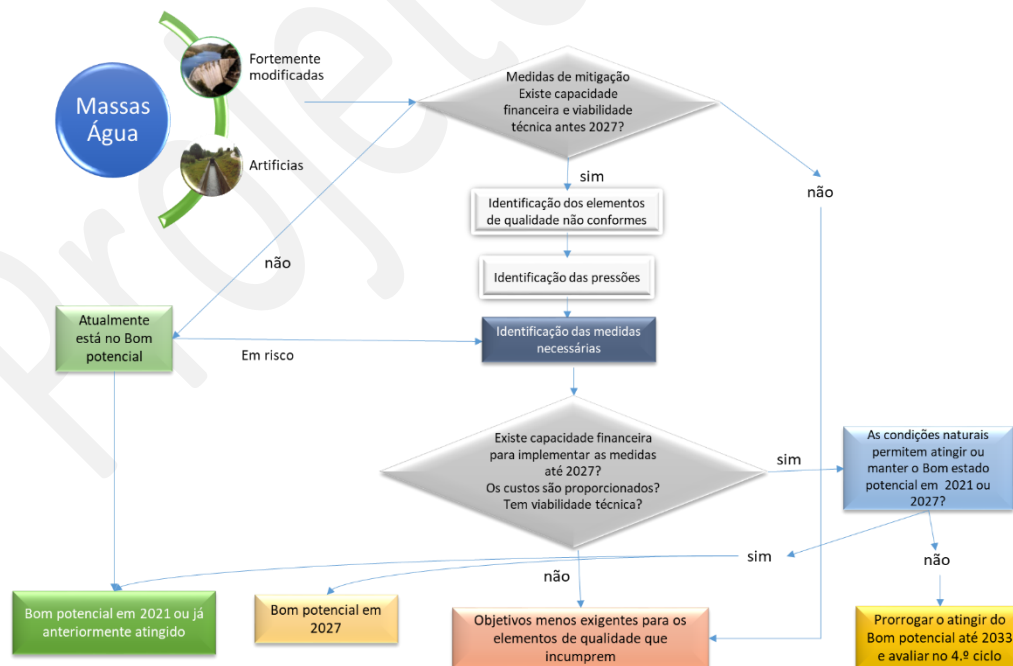 Projeto
Fortemente
modificadas
Massas
Água
Artificias
Medidas de mitigação
Existe capacidade
financeira e viabilidade
técnica antes 2027?
sim
não
Identificação dos elementos
de qualidade não conformes
não
Identificação das pressões
Atualmente
está no Bom
potencial
Em risco
Identificação das medidas
necessárias
Existe capacidade financeira
para implementar as medidas
até 2027?
Os custos são proporcionados?
Tem viabilidade técnica?
sim
As condições naturais
permitem atingir ou
manter o Bom estado
potencial em 2021 ou
2027?
sim
não
não
Bom potencial em 2021 ou já
anteriormente atingido
Bom potencial em
2027
Objetivos menos exigentes para os
elementos de qualidade que
incumprem
Prorrogar o atingir do
Bom potencial até 2033
e avaliar no 4.º ciclo